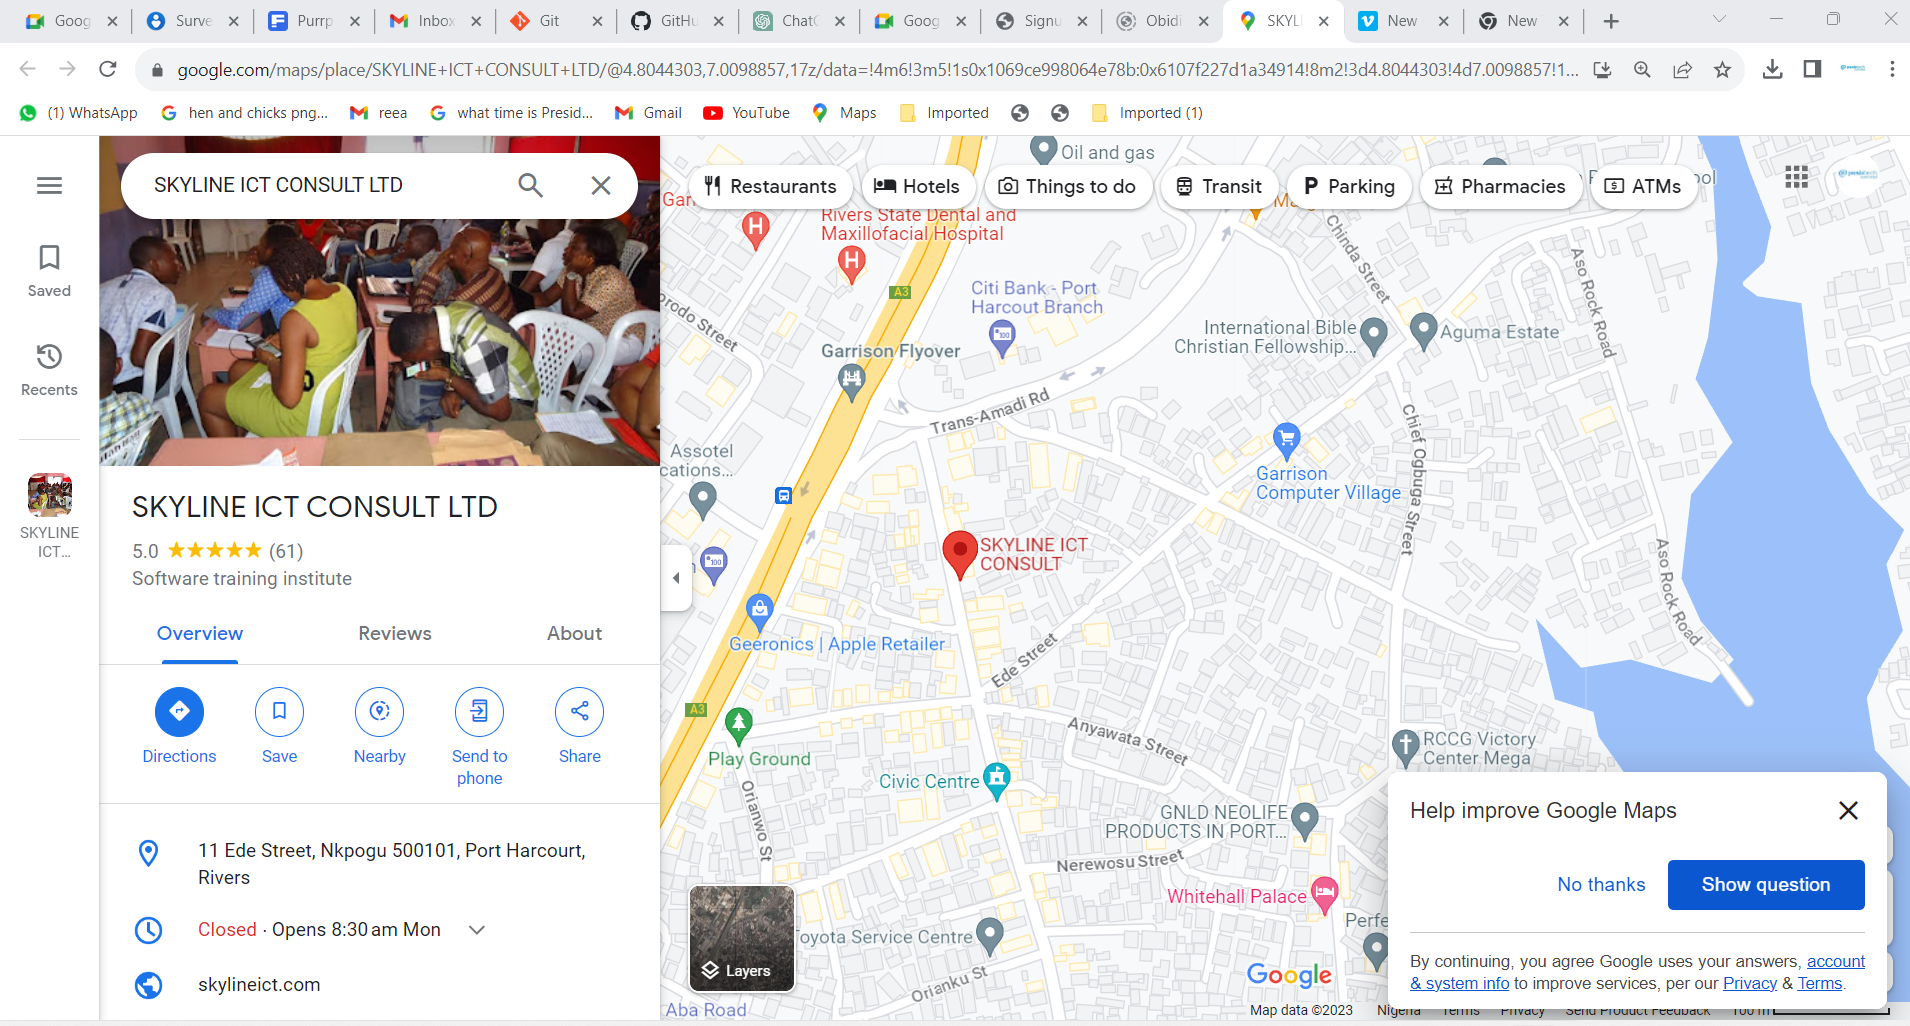 Goog
Surve
Purrp
Inbox
Git
GitHu
ChatG
Goog
Signu
Obidi
SKYLI
New
New
google.com/maps/place/SKYLINE+ICT+CONSULT+LTD/@4.8044303,7.0098857,17z/data=!4m6!3m5!1s0x1069ce998064e78b:0x6107f227d1a34914!8m2!3d4.8044303!4d7.0098857!1...
(1) WhatsApp
hen and chicks png...
reea
what time is Presid...
Gmail
YouTube
Maps
Imported
Imported (1)
SKYLINE ICT CONSULT LTD
Saved
Recents
SKYLINE
ICT...
SKYLINE ICT CONSULT LTD
5.0 (61)
Software training institute
Overview
Reviews
About
Directions
Save
Nearby
Send to
phone
Share
11 Ede Street, Nkpogu 500101, Port Harcourt,
Rivers
Closed · Opens 8:30 am Mon
skylineict.com
Restaurants
Hotels
Things to do
Transit
Parking
Pharmacies
ATMs
Oil and gas
Rivers State Dental and
Maxillofacial Hospital
Chinda Street
Aso Rock Road
A3
Citi Bank - Port
Harcout Branch
International Bible
Christian Fellowship...
Aguma Estate
Garrison Flyover
Trans-Amadi Rd
Chief Ogbuga Street
Assotel
cations...
Garrison
Computer Village
SKYLINE ICT
CONSULT
Aso Rock Road
Geeronics | Apple Retailer
Ede Street
A3
Play Ground
Anyawata Street
RCCG Victory
Center Mega
Civic Centre
Orianwo St
GNLD NEOLIFE
PRODUCTS IN PORT...
Nerewosu Street
Whitehall Palace
Perfe
oyota Service Centre
Orianku St
Layers
Aba Road
Google
Map data ©2023
Nigeria
Terms
Privacy
Send Product Feedback
100 m
Help improve Google Maps
No thanks
Show question
By continuing, you agree Google uses your answers, account
& system info to improve services, per our Privacy & Terms.